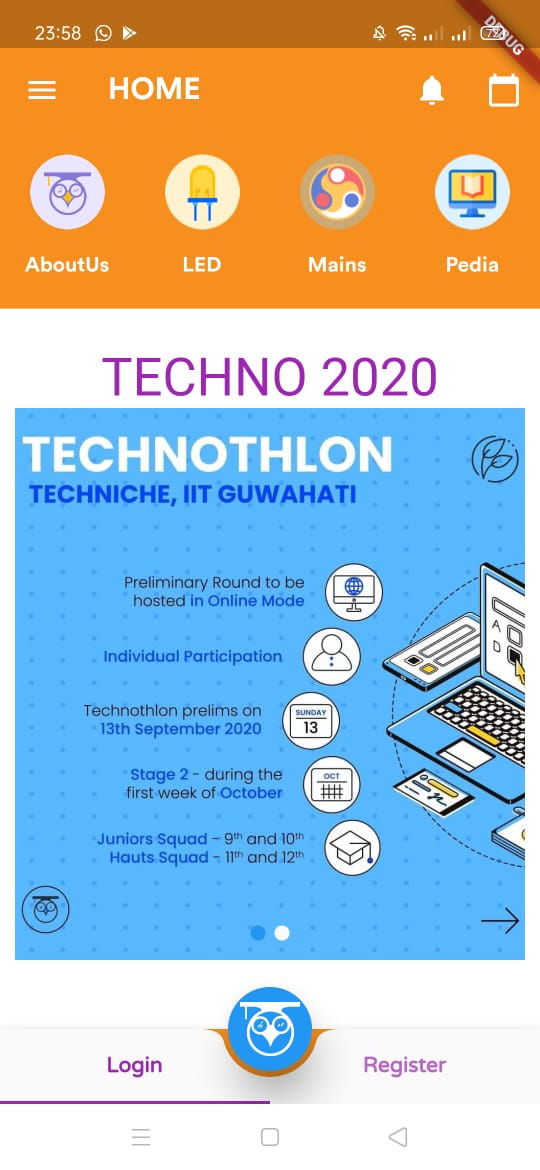 23:58
72
DEBUG
HOME
AboutUs LED Mains Pedia
TECHNO 2020
TECHNOTHLON
TECHNICHE, IIT GUWAHATI
Preliminary Round to be
hosted in Online Mode
Individual Participation
Technothlon prelims on
13th September 2020
SUNDAY
13
Stage 2 - during the
first week of October
OCT
Juniors Squad - 9th and 10th
Hauts Squad - 11th and 12th
A
D
Login Register